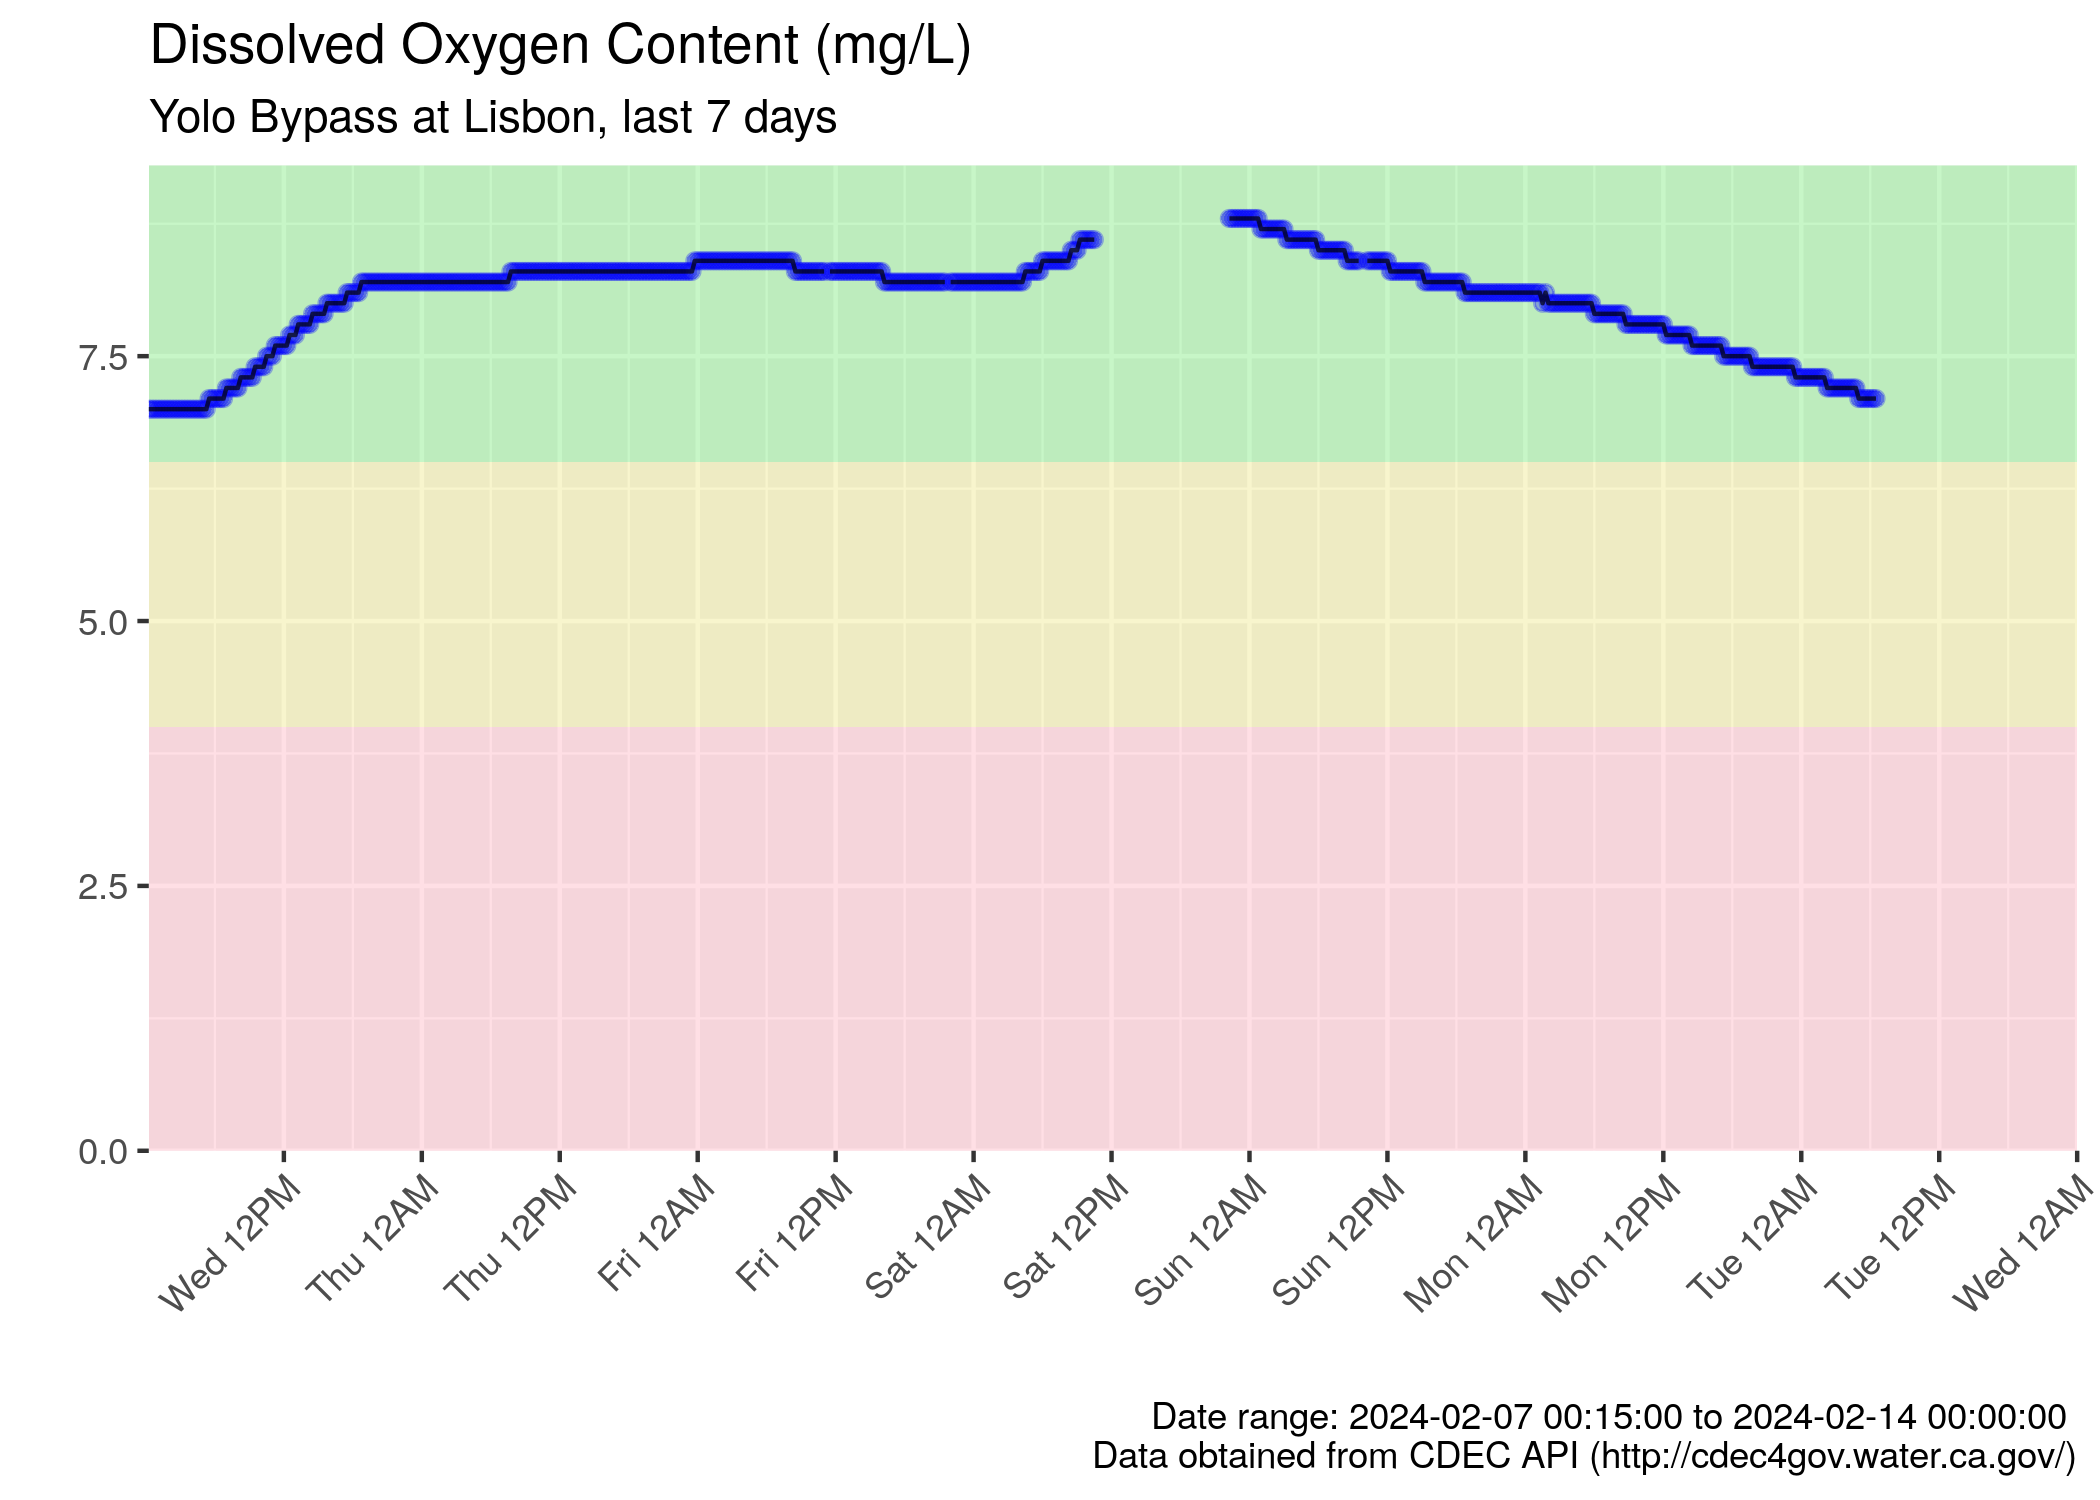 Dissolved Oxygen Content (mg/L)
Yolo Bypass at Lisbon, last 7 days
7.5
5.0
2.5
0.0
Wed 12PM
Thu 12AM
Thu 12PM
Fri 12AM
Fri 12PM
Sat 12AM
Sat 12PM
Sun 12AM
Sun 12PM
Mon 12AM
Mon 12PM
Tue 12AM
Tue 12PM
Wed 12AM
Date range: 2024-02-07 00:15:00 to 2024-02-14 00:00:00
Data obtained from CDEC API (http://cdec4gov.water.ca.gov/)